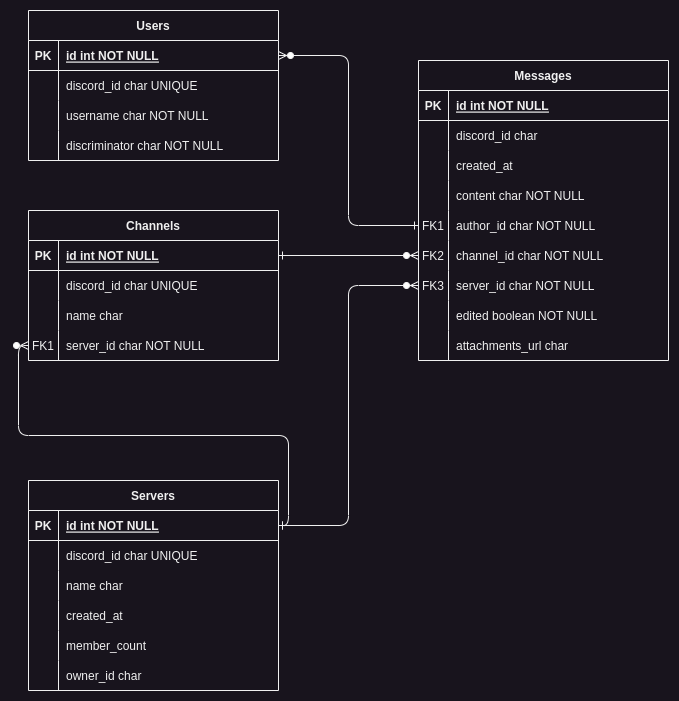 Users
PK id int NOT NULL
discord_id char UNIQUE
username char NOT NULL
discriminator char NOT NULL
Messages
PK id int NOT NULL
discord_id char
created_at
content char NOT NULL
FK1 author_id char NOT NULL
FK2 channel_id char NOT NULL
FK3 server_id char NOT NULL
edited boolean NOT NULL
attachments_url char
Channels
PK id int NOT NULL
discord_id char UNIQUE
name char
FK1 server_id char NOT NULL
Servers
PK id int NOT NULL
discord_id char UNIQUE
name char
created_at
member_count
owner_id char